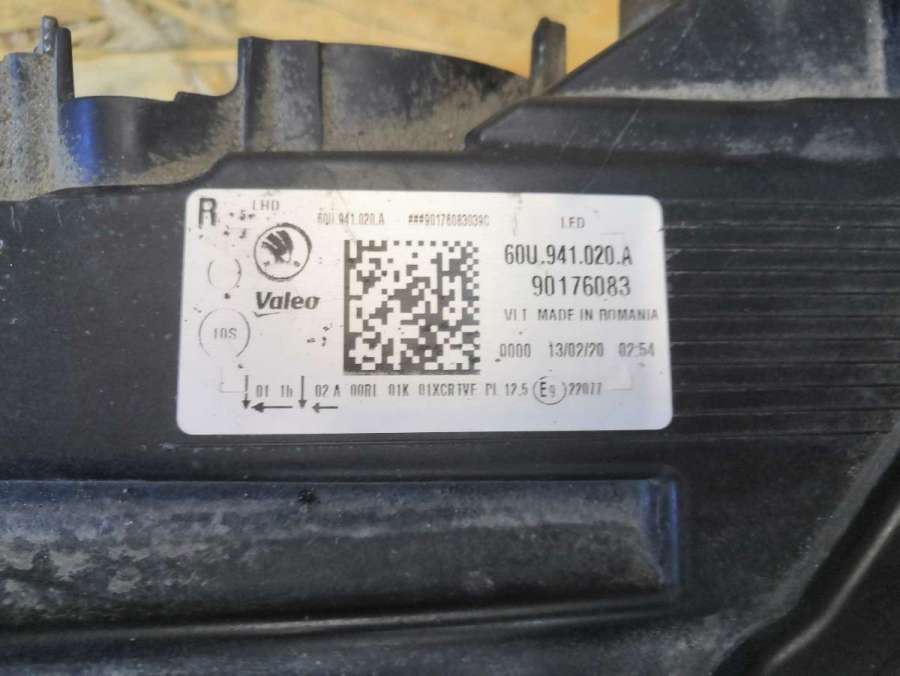 R LHD
60U.941.020.A ###90176083039C LED
60U.941.020.A
90176083
Valeo
VLT MADE IN ROMANIA
10S
0000 13/02/20 02:54
01 1b 02 A 00RL 01K 01XCRTVE PL 12.5 E9 22077